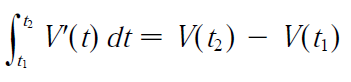 ∫_{t₁}^{t₂} V′(t) dt = V(t₂) − V(t₁)